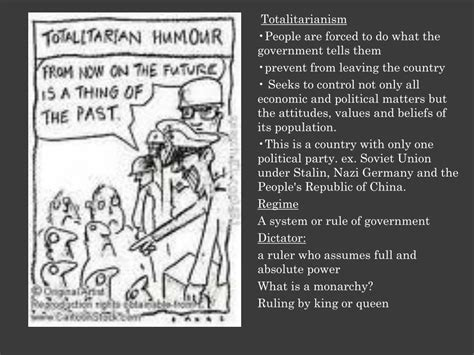 TOTALITARIAN HUMOUR
FROM NOW ON THE FUTURE
IS A THING OF
THE PAST.
© Original Artist
Reproduction rights obtainable from
www.CartoonStock.com
Totalitarianism
•People are forced to do what the
government tells them
•prevent from leaving the country
• Seeks to control not only all
economic and political matters but
the attitudes, values and beliefs of
its population.
•This is a country with only one
political party. ex. Soviet Union
under Stalin, Nazi Germany and the
People's Republic of China.
Regime
A system or rule of government
Dictator:
a ruler who assumes full and
absolute power
What is a monarchy?
Ruling by king or queen